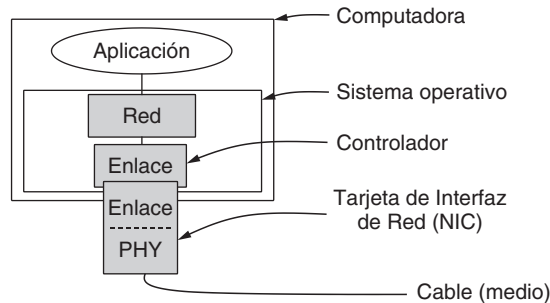 Computadora
Aplicación
Sistema operativo
Red
Controlador
Enlace
Enlace
Tarjeta de Interfaz
de Red (NIC)
PHY
Cable (medio)